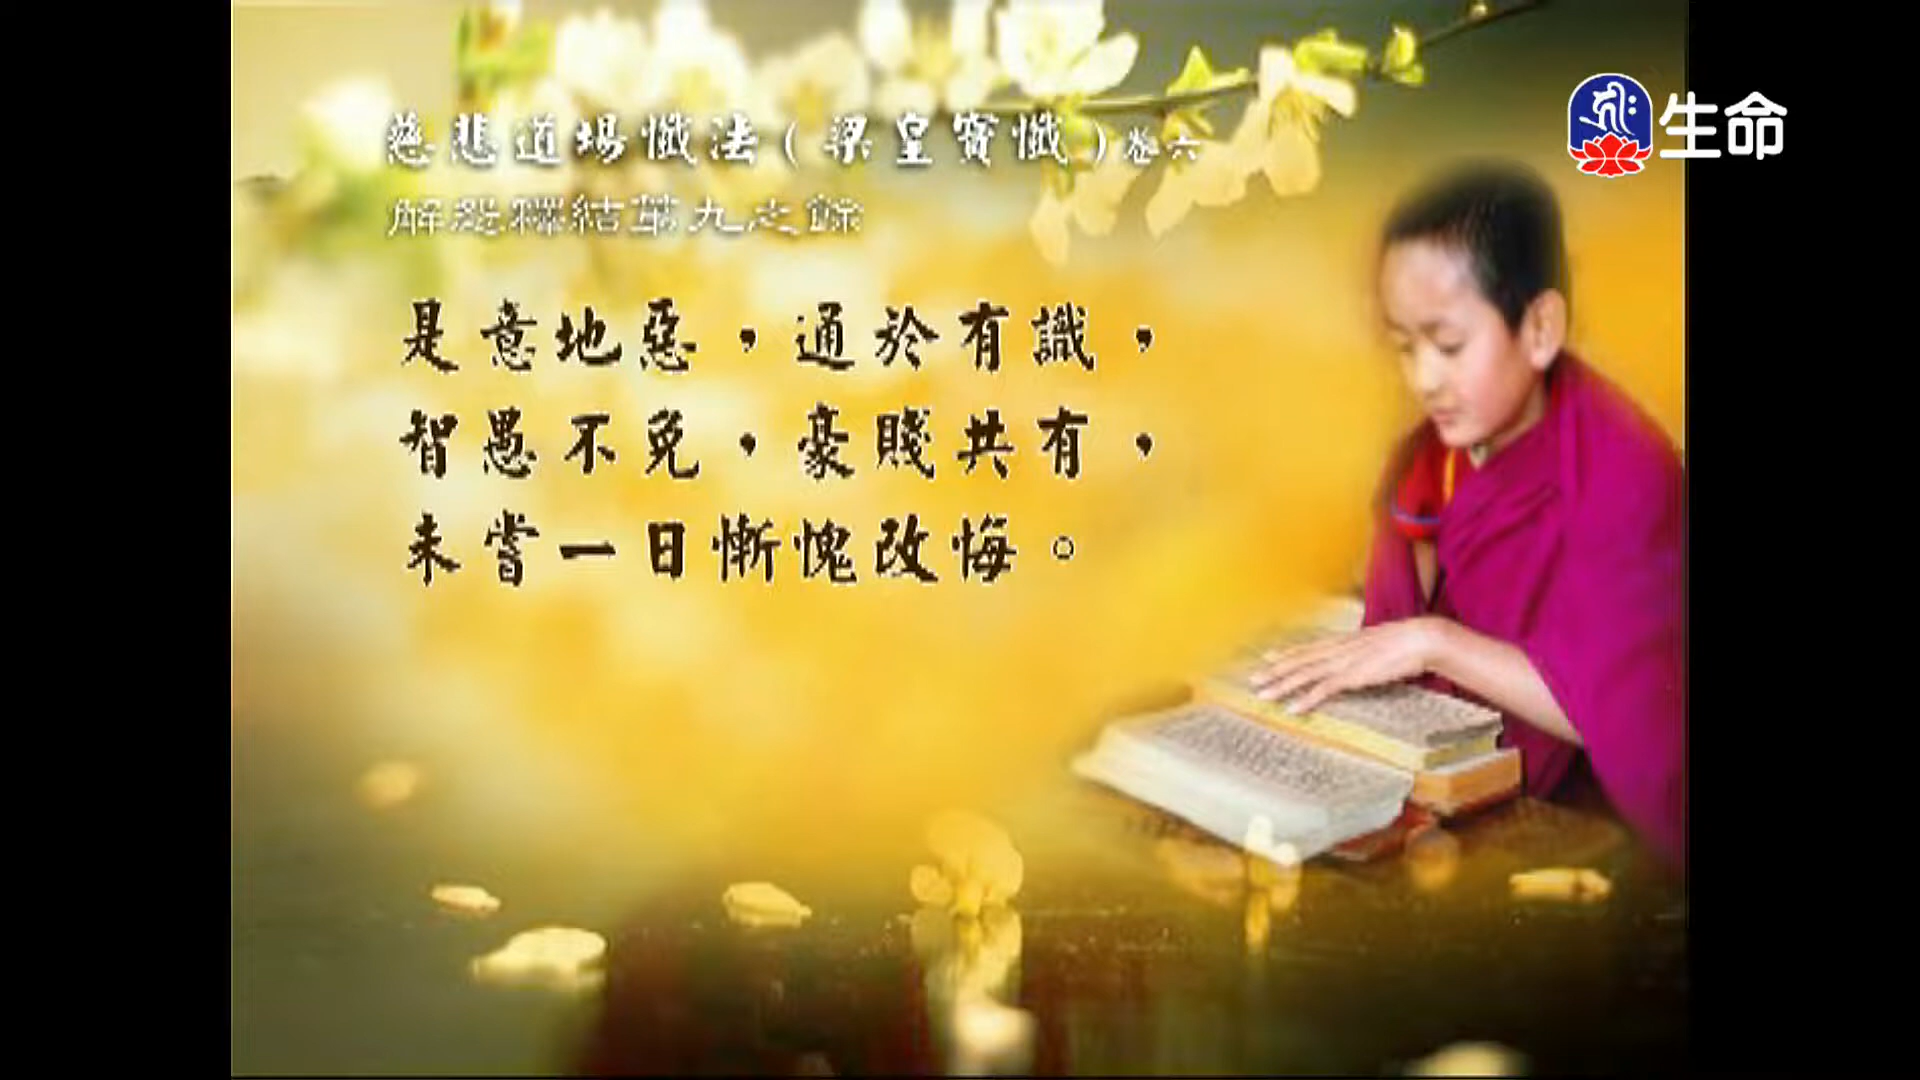 慈悲道場懺法(梁皇寶懺)卷六
解怨釋結第九之餘
是意地惡，通於有識，
智愚不免，豪賤共有，
未嘗一日慚愧改悔。
生命